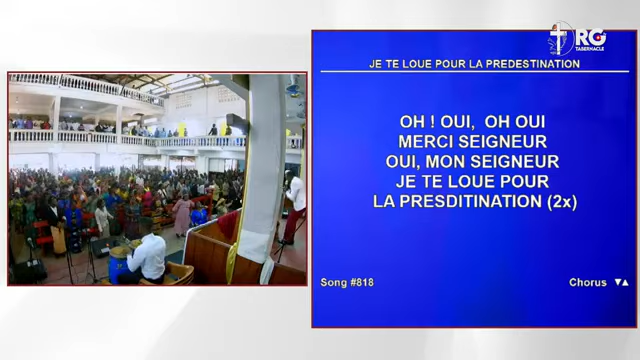 RG
TABERNACLE
JE TE LOUE POUR LA PREDESTINATION
OH ! OUI, OH OUI
MERCI SEIGNEUR
OUI, MON SEIGNEUR
JE TE LOUE POUR
LA PRESDITINATION (2x)
Song #818
Chorus ▼▲